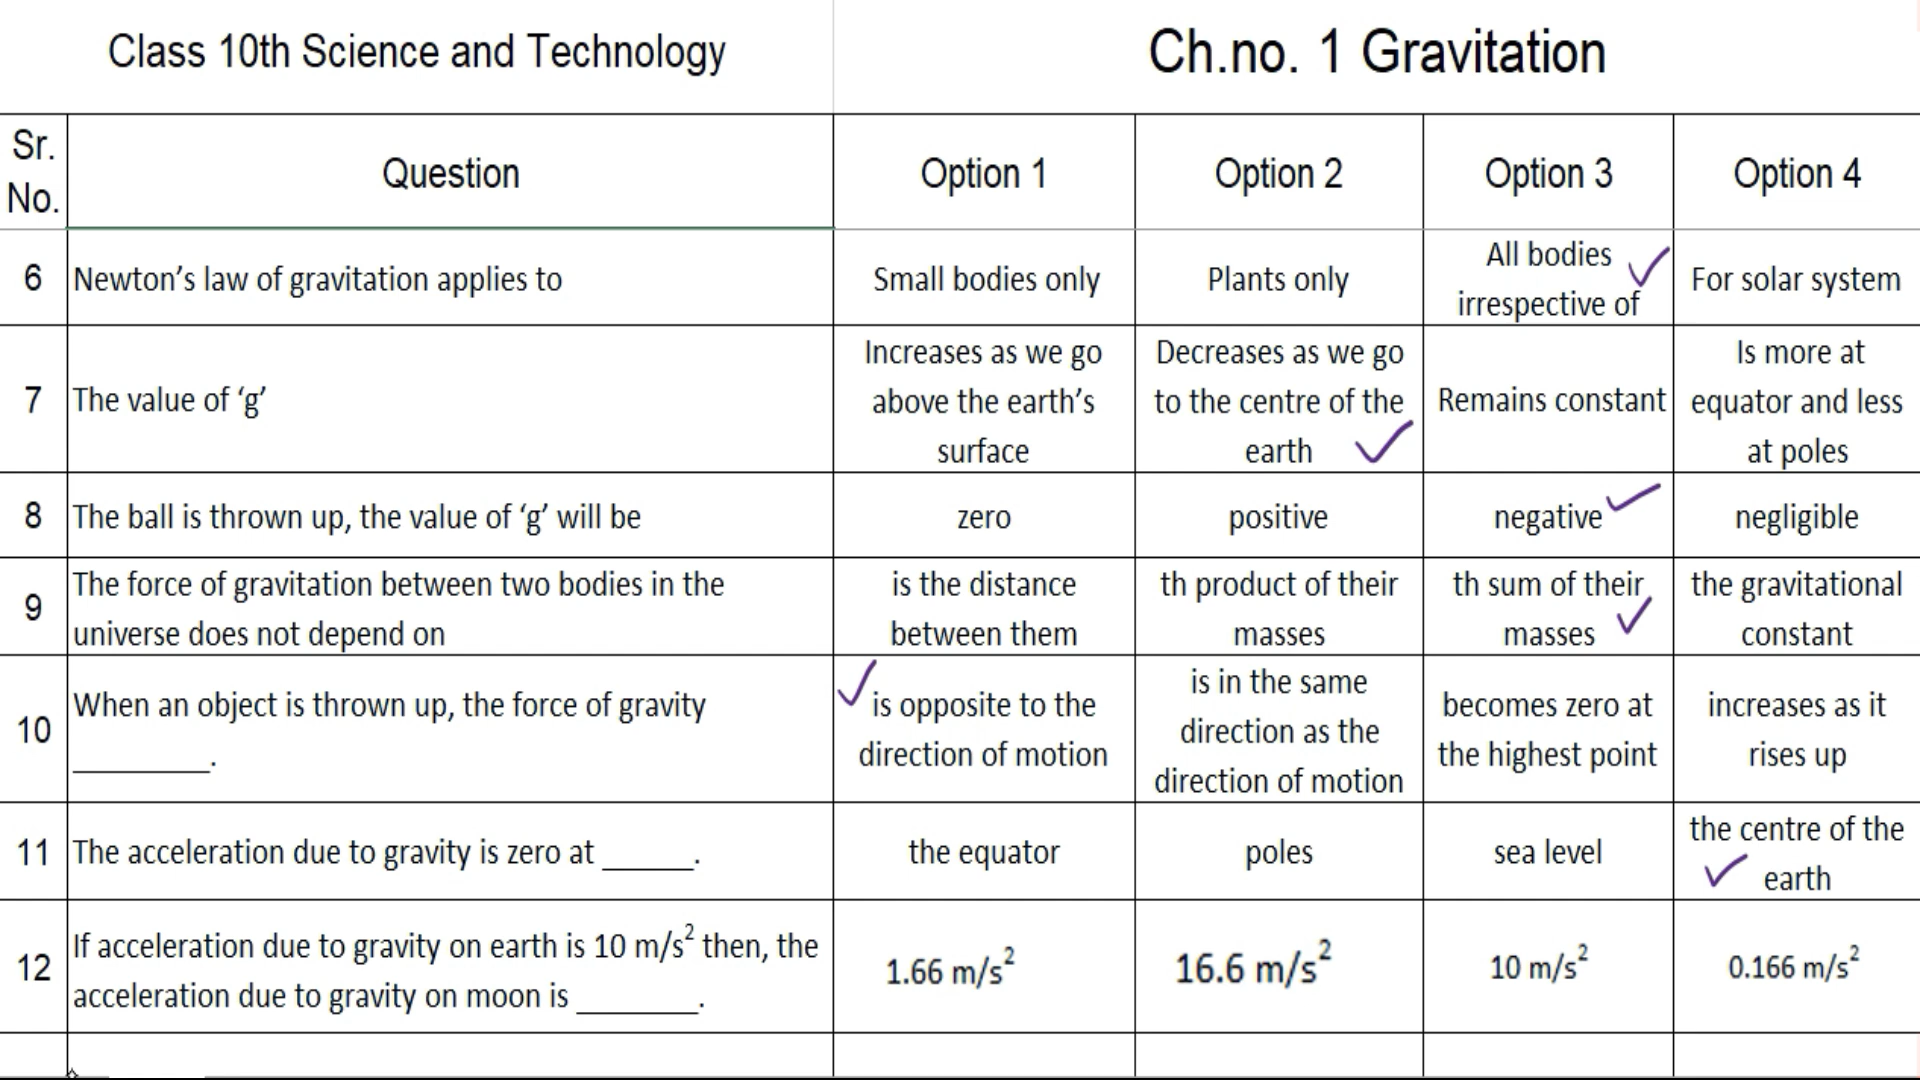 Class 10th Science and Technology
Ch.no. 1 Gravitation
Sr.
No.
Question
Option 1
Option 2
Option 3
Option 4
6
Newton’s law of gravitation applies to
Small bodies only
Plants only
All bodies
irrespective of
For solar system
7
The value of ‘g’
Increases as we go
above the earth’s
surface
Decreases as we go
to the centre of the
earth
Remains constant
Is more at
equator and less
at poles
8
The ball is thrown up, the value of ‘g’ will be
zero
positive
negative
negligible
9
The force of gravitation between two bodies in the
universe does not depend on
is the distance
between them
th product of their
masses
th sum of their
masses
the gravitational
constant
10
When an object is thrown up, the force of gravity
_________.
is opposite to the
direction of motion
is in the same
direction as the
direction of motion
becomes zero at
the highest point
increases as it
rises up
11
The acceleration due to gravity is zero at ______.
the equator
poles
sea level
the centre of the
earth
12
If acceleration due to gravity on earth is 10 m/s² then, the
acceleration due to gravity on moon is ________.
1.66 m/s²
16.6 m/s²
10 m/s²
0.166 m/s²